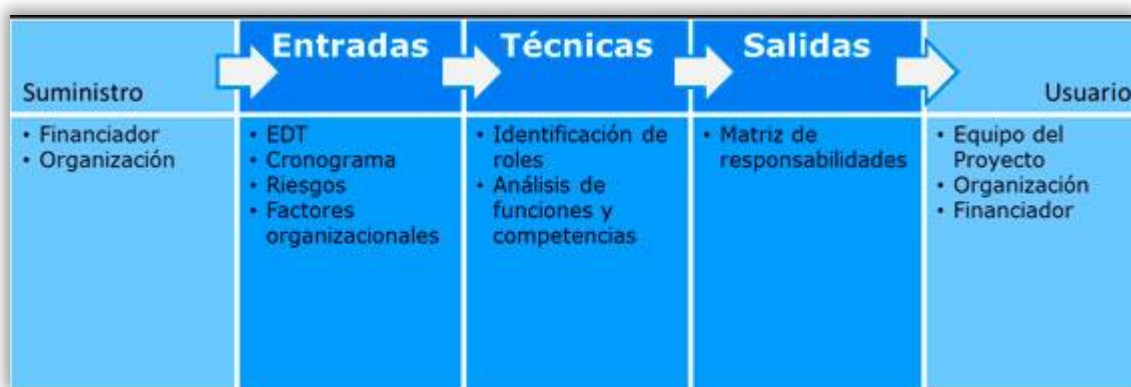 Suministro
Entradas
Técnicas
Salidas
Usuario
• Financiador
• Organización
• EDT
• Cronograma
• Riesgos
• Factores
organizacionales
• Identificación de
roles
• Análisis de
funciones y
competencias
• Matriz de
responsabilidades
• Equipo del
Proyecto
• Organización
• Financiador